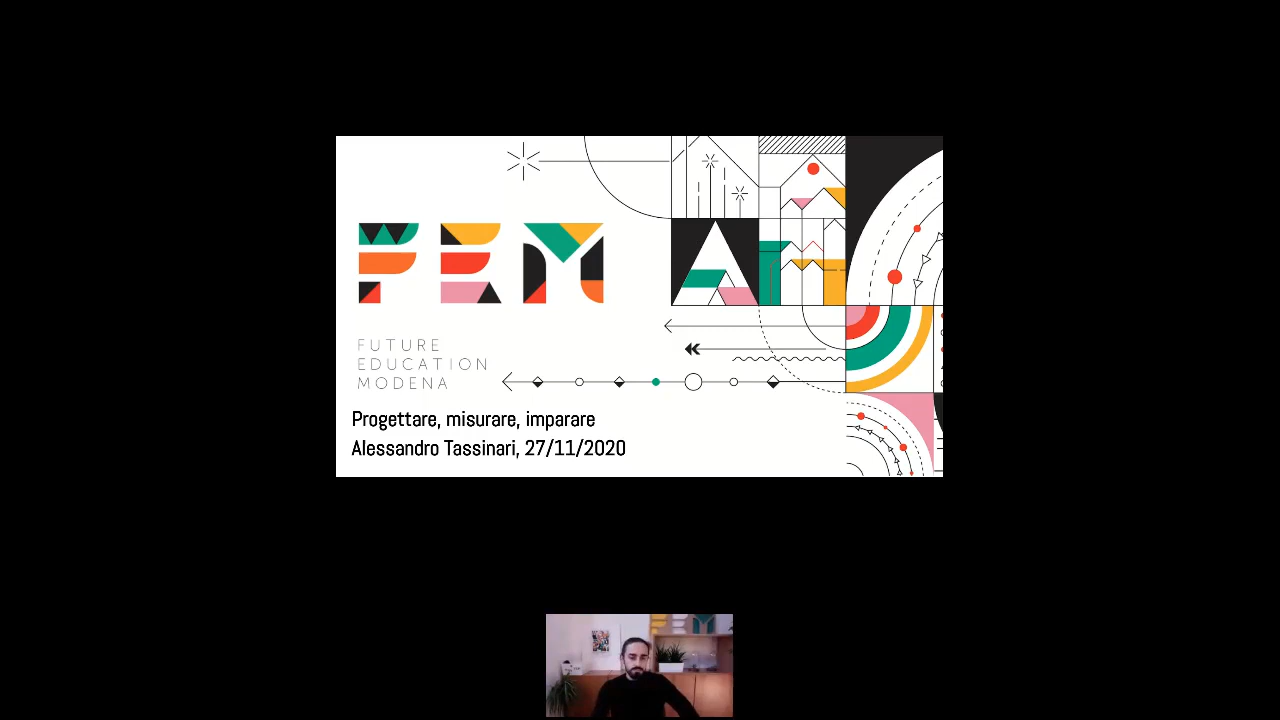 FEM
FUTURE
EDUCATION
MODENA
Progettare, misurare, imparare
Alessandro Tassinari, 27/11/2020